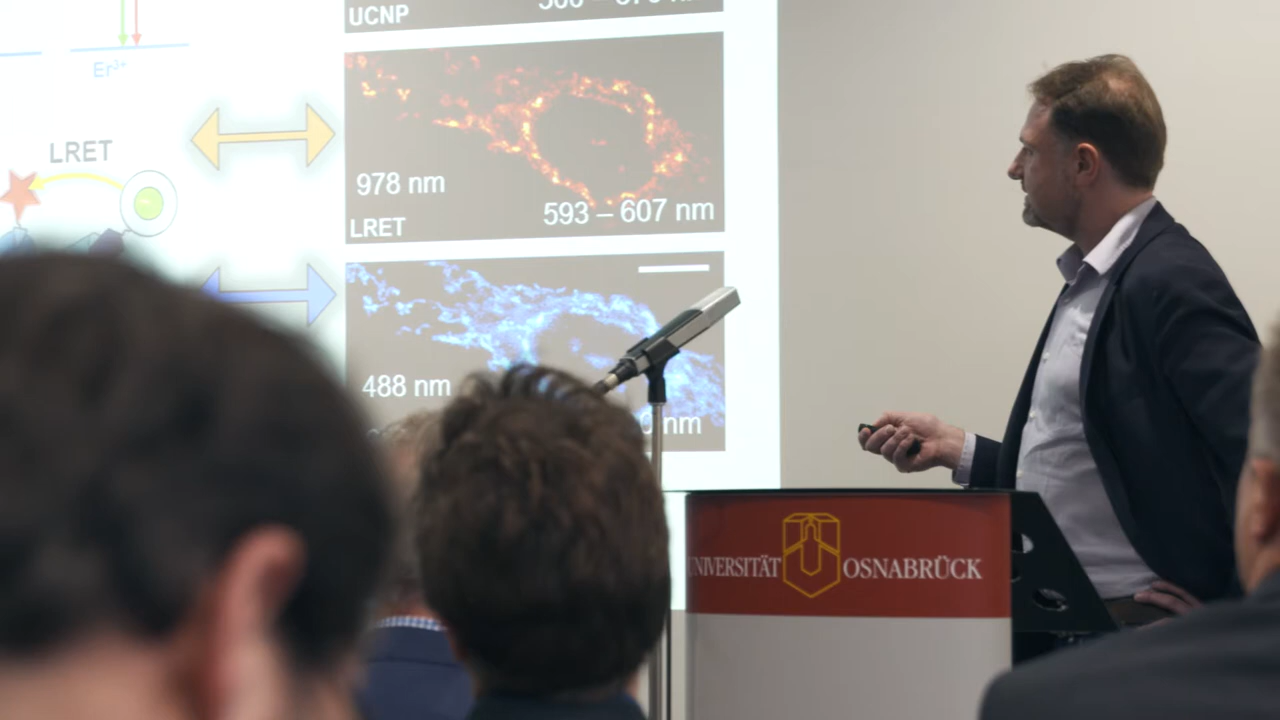 UCNP
Er³⁺
LRET
978 nm
593 – 607 nm
LRET
488 nm
nm
UNIVERSITÄT OSNABRÜCK